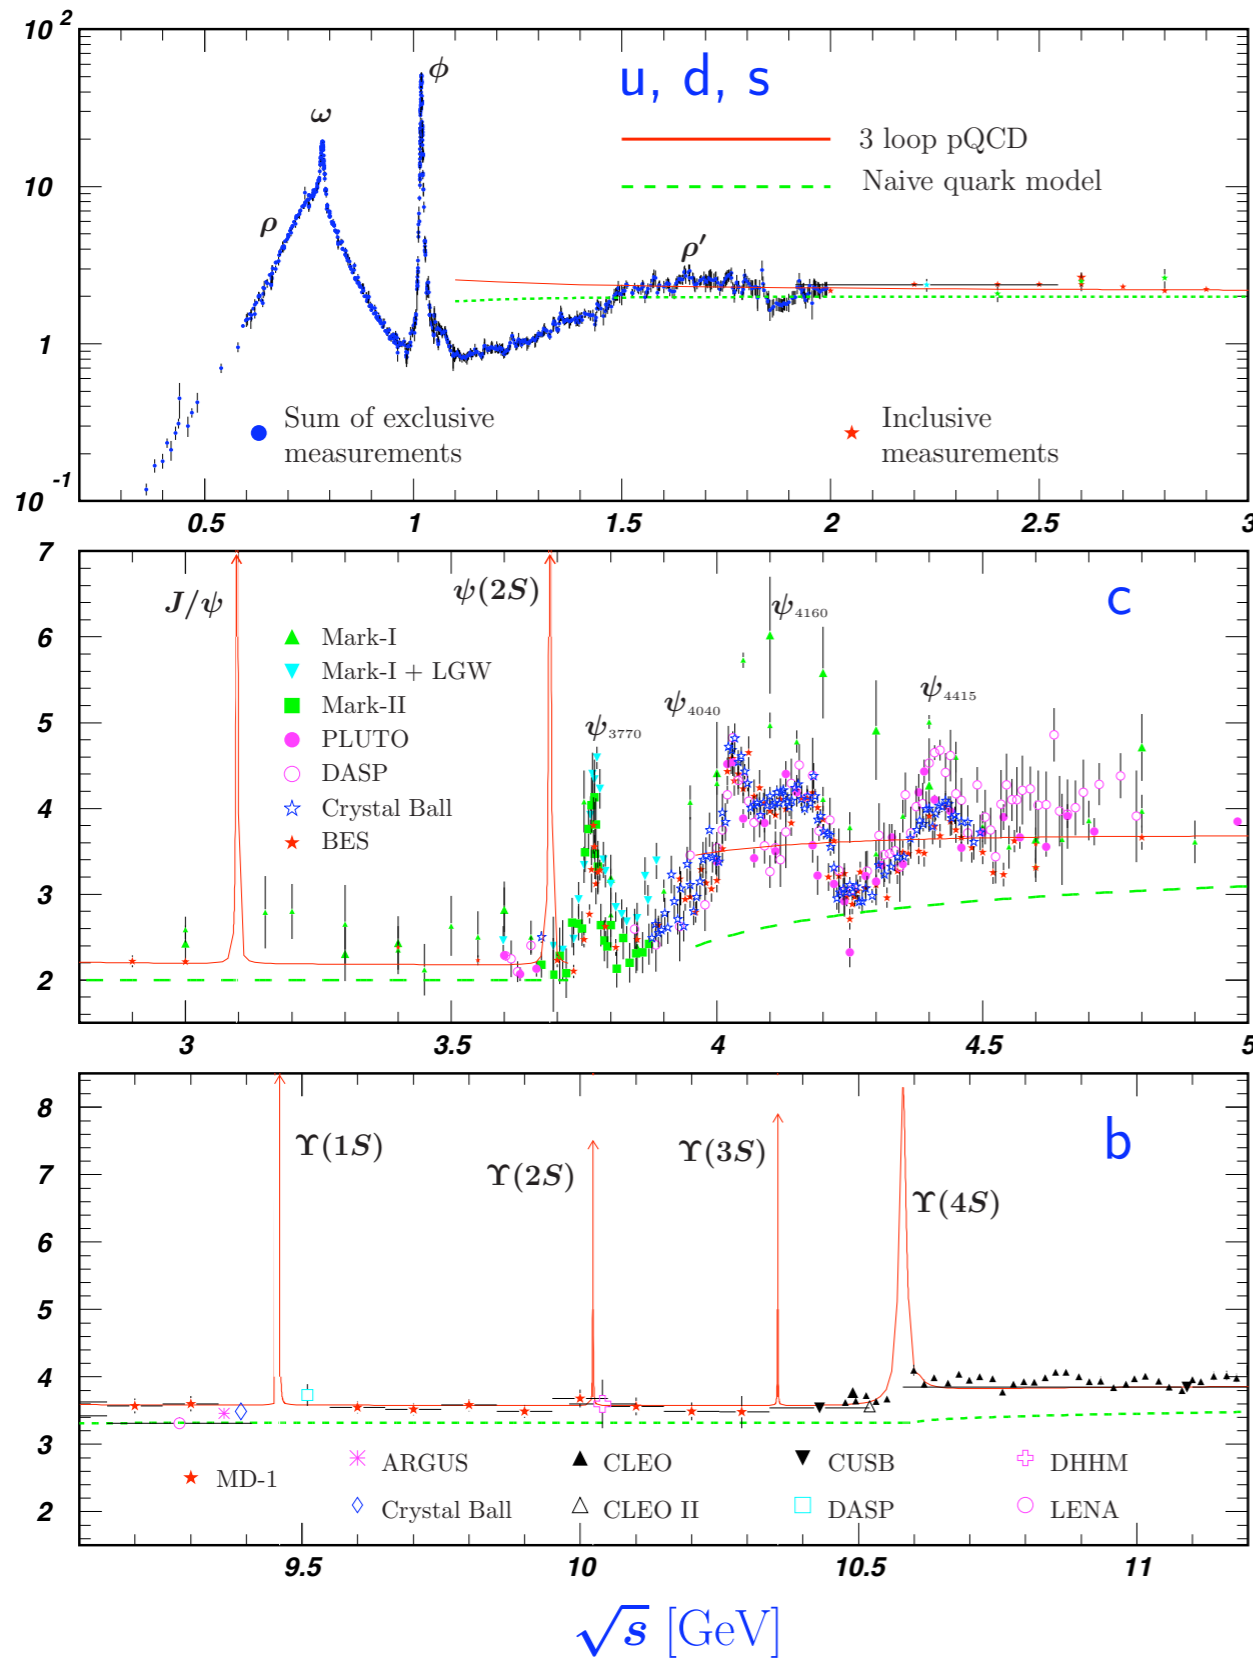 10 2
u, d, s
ϕ
ω
3 loop pQCD
10
Naive quark model
ρ
ρ′
1
Sum of exclusive
measurements
Inclusive
measurements
10 -1
0.5 1 1.5 2 2.5 3
7
J/ψ
ψ(2S)
c
ψ4160
6
Mark-I
Mark-I + LGW
Mark-II
PLUTO
DASP
Crystal Ball
BES
ψ3770
ψ4040
ψ4415
5
4
3
2
3 3.5 4 4.5 5
8
Υ(1S)
Υ(2S)
Υ(3S)
Υ(4S)
b
7
6
5
4
3
MD-1
ARGUS
CLEO
CUSB
DHHM
Crystal Ball
CLEO II
DASP
LENA
2
9.5 10 10.5 11
√s [GeV]